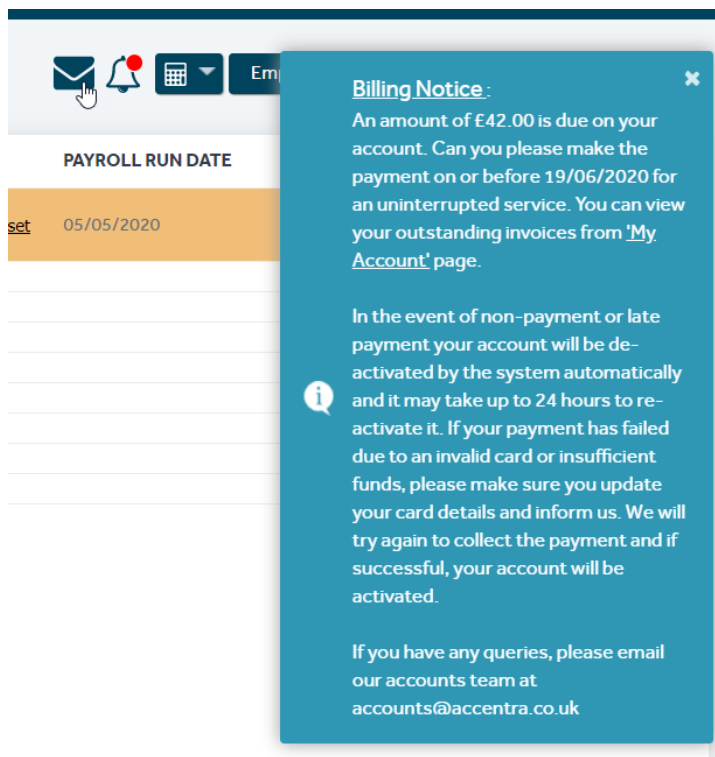 Em
PAYROLL RUN DATE
set
05/05/2020
Billing Notice :
An amount of £42.00 is due on your
account. Can you please make the
payment on or before 19/06/2020 for
an uninterrupted service. You can view
your outstanding invoices from 'My
Account' page.
In the event of non-payment or late
payment your account will be de-
activated by the system automatically
and it may take up to 24 hours to re-
activate it. If your payment has failed
due to an invalid card or insufficient
funds, please make sure you update
your card details and inform us. We will
try again to collect the payment and if
successful, your account will be
activated.
If you have any queries, please email
our accounts team at
accounts@accentra.co.uk